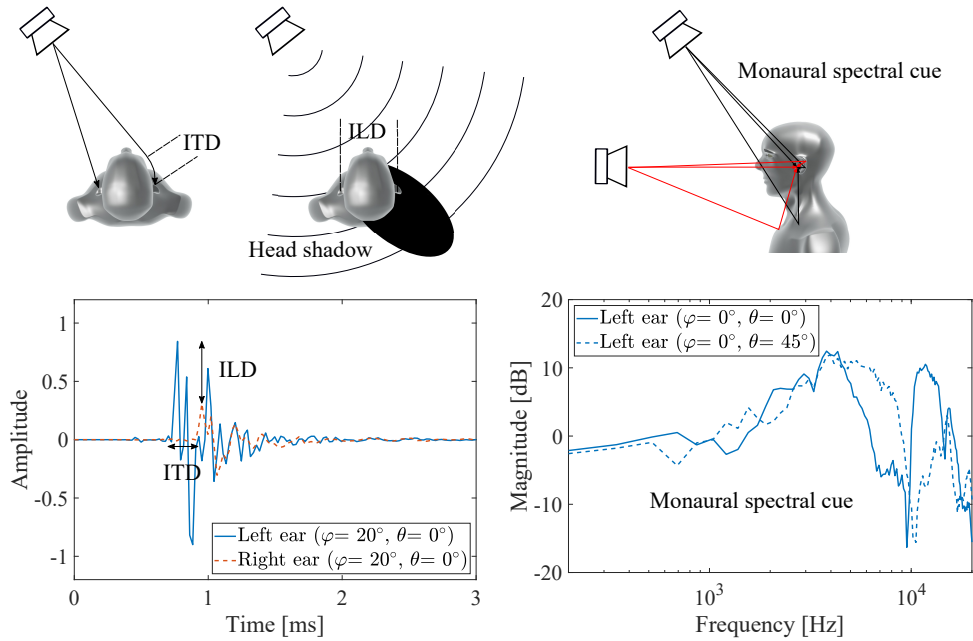 ITD
ILD
Head shadow
Monaural spectral cue
1
0.5
0
-0.5
-1
Amplitude
ILD
ITD
Left ear (φ= 20°, θ= 0°)
Right ear (φ= 20°, θ= 0°)
0
1
2
3
Time [ms]
20
10
0
-10
-20
Magnitude [dB]
Left ear (φ= 0°, θ= 0°)
Left ear (φ= 0°, θ= 45°)
Monaural spectral cue
10³
10⁴
Frequency [Hz]